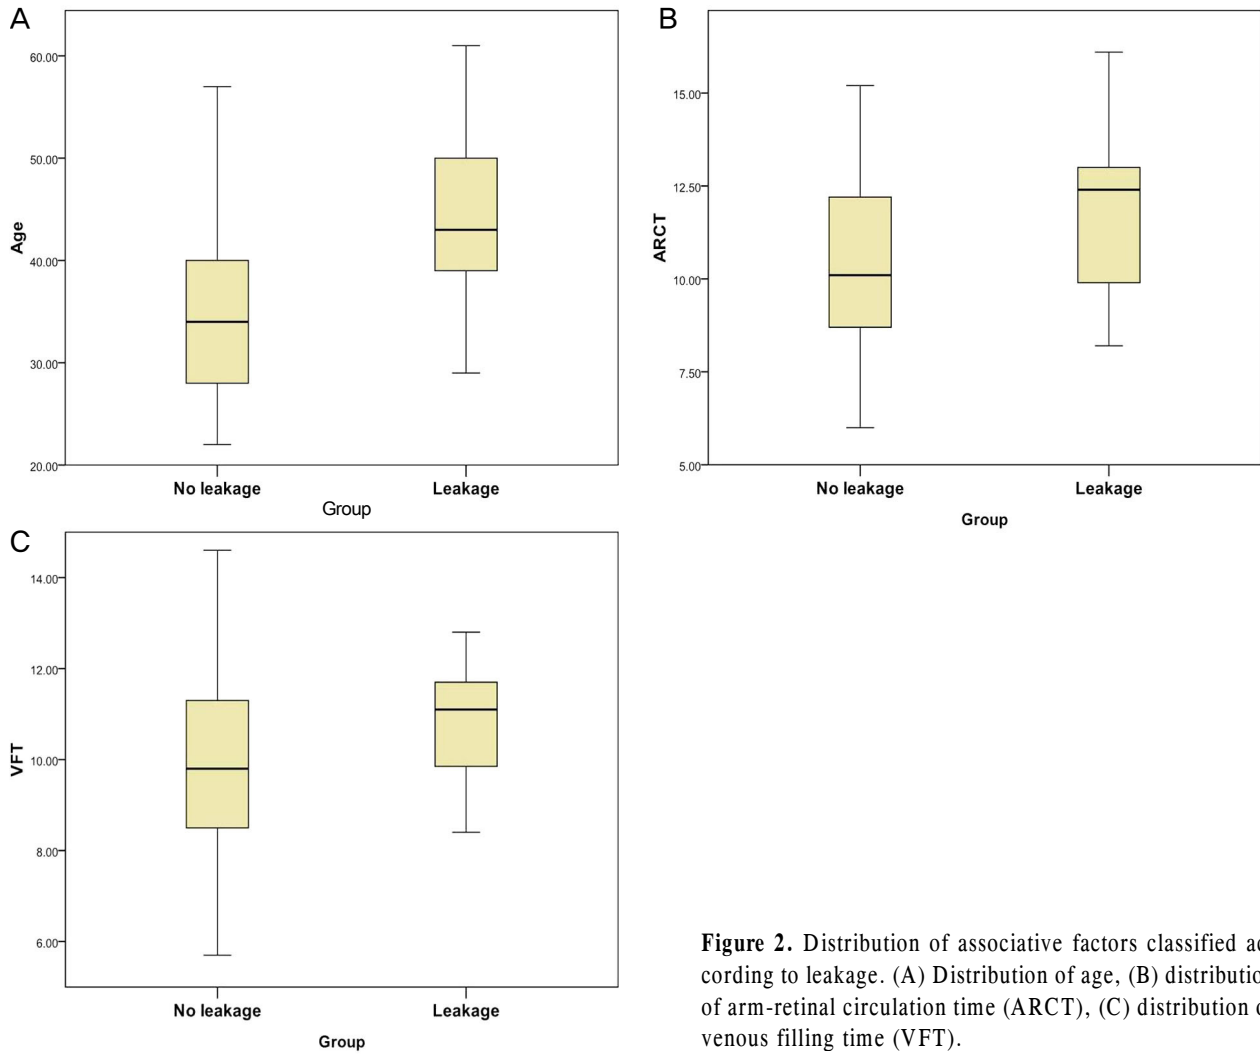 A
60.00
50.00
40.00
30.00
20.00
Age
No leakage Leakage
Group
B
15.00
12.50
10.00
7.50
5.00
ARCT
No leakage Leakage
Group
C
14.00
12.00
10.00
8.00
6.00
VFT
No leakage Leakage
Group
Figure 2. Distribution of associative factors classified ac
cording to leakage. (A) Distribution of age, (B) distribution
of arm-retinal circulation time (ARCT), (C) distribution o
venous filling time (VFT).